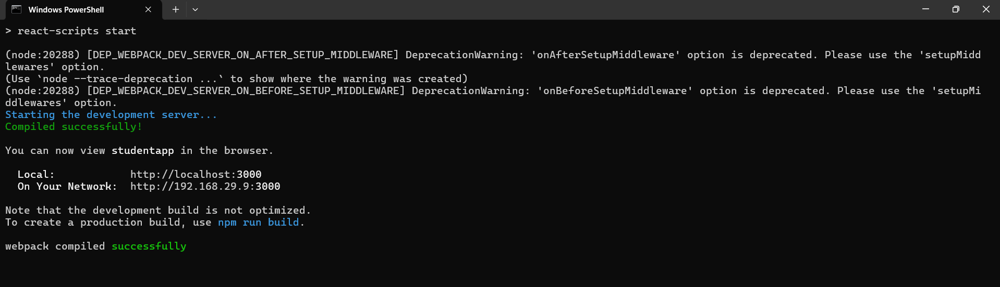 Windows PowerShell
> react-scripts start
(node:20288) [DEP_WEBPACK_DEV_SERVER_ON_AFTER_SETUP_MIDDLEWARE] DeprecationWarning: 'onAfterSetupMiddleware' option is deprecated. Please use the 'setupMidd
lewares' option.
(Use `node --trace-deprecation ...` to show where the warning was created)
(node:20288) [DEP_WEBPACK_DEV_SERVER_ON_BEFORE_SETUP_MIDDLEWARE] DeprecationWarning: 'onBeforeSetupMiddleware' option is deprecated. Please use the 'setupMi
ddlewares' option.
Starting the development server...
Compiled successfully!
You can now view studentapp in the browser.
Local: http://localhost:3000
On Your Network: http://192.168.29.9:3000
Note that the development build is not optimized.
To create a production build, use npm run build.
webpack compiled successfully